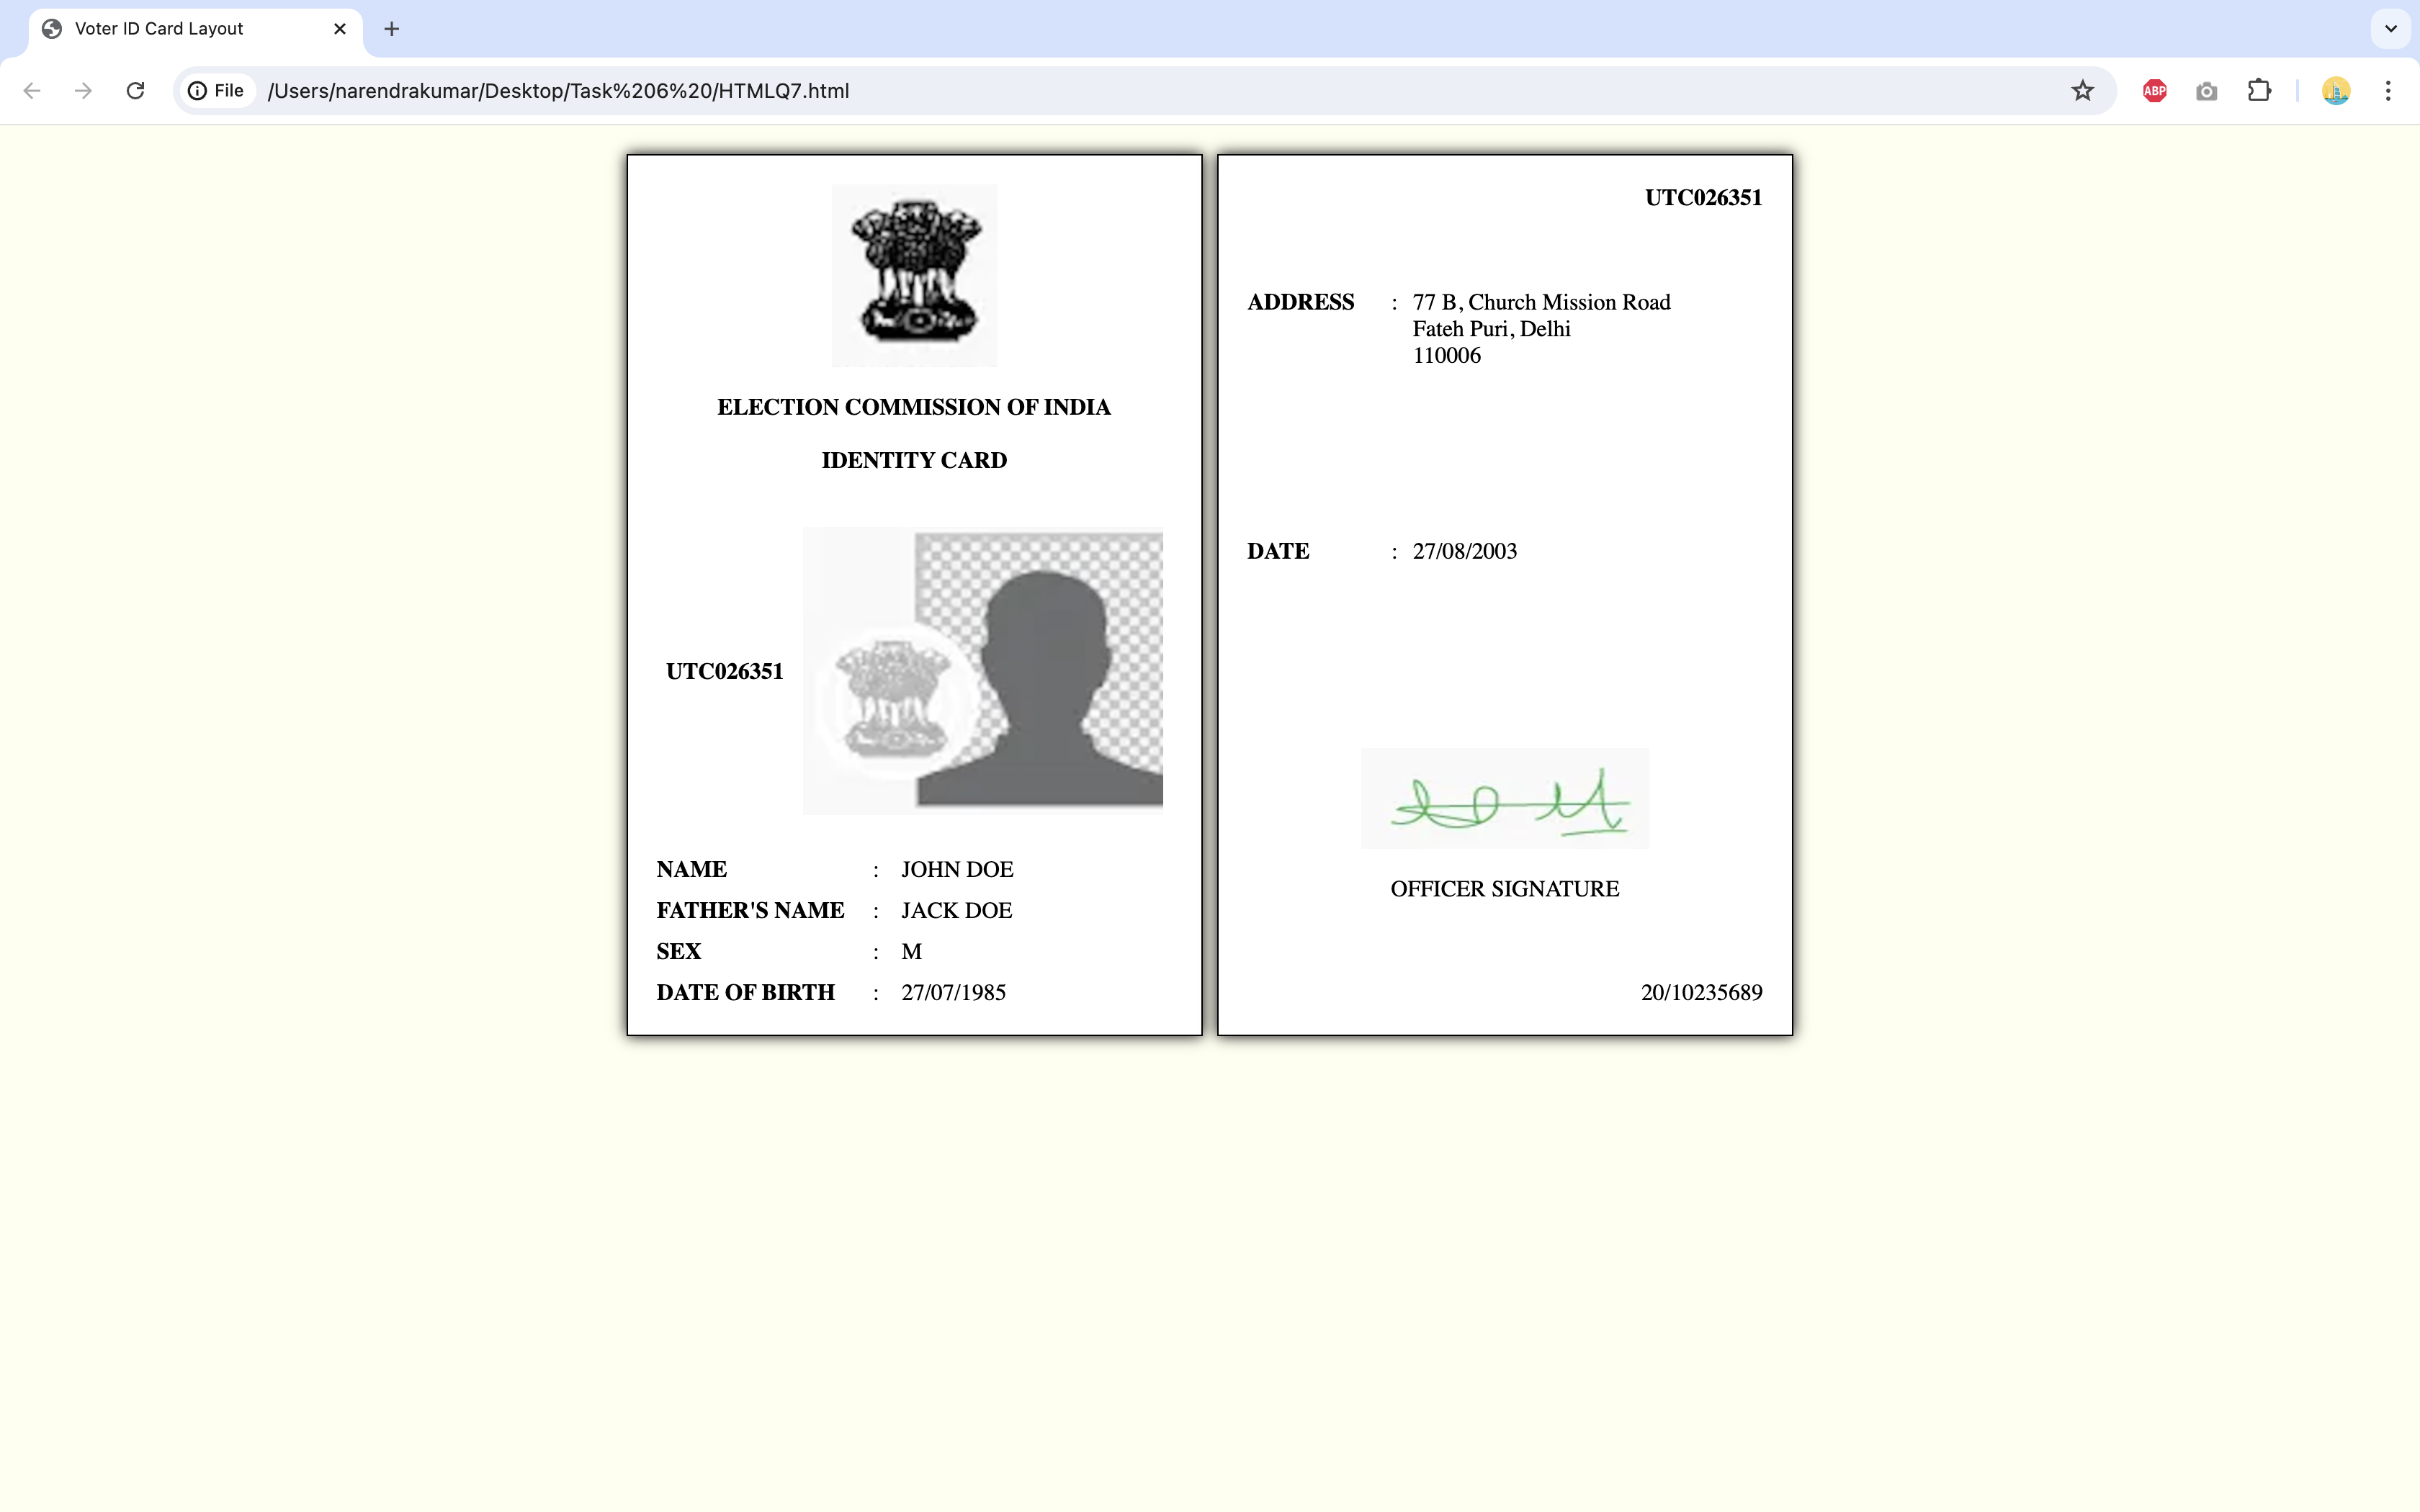 Voter ID Card Layout
File
/Users/narendrakumar/Desktop/Task%206%20/HTMLQ7.html
ABP
ELECTION COMMISSION OF INDIA
IDENTITY CARD
UTC026351
NAME : JOHN DOE
FATHER'S NAME : JACK DOE
SEX : M
DATE OF BIRTH : 27/07/1985
UTC026351
ADDRESS : 77 B, Church Mission Road
Fateh Puri, Delhi
110006
DATE : 27/08/2003
OFFICER SIGNATURE
20/10235689